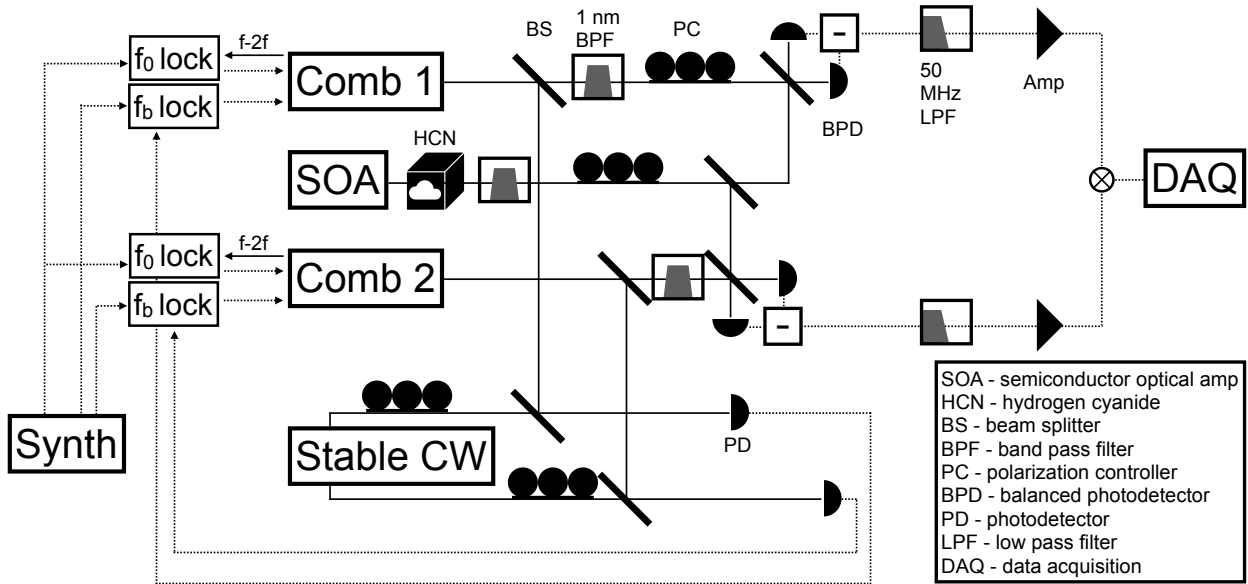 BS
1 nm
BPF
PC
f₀ lock
f-2f
Comb 1
f_b lock
BPD
50
MHz
LPF
Amp
HCN
SOA
DAQ
f₀ lock
f-2f
Comb 2
f_b lock
-
-
Synth
Stable CW
PD
SOA - semiconductor optical amp
HCN - hydrogen cyanide
BS - beam splitter
BPF - band pass filter
PC - polarization controller
BPD - balanced photodetector
PD - photodetector
LPF - low pass filter
DAQ - data acquisition